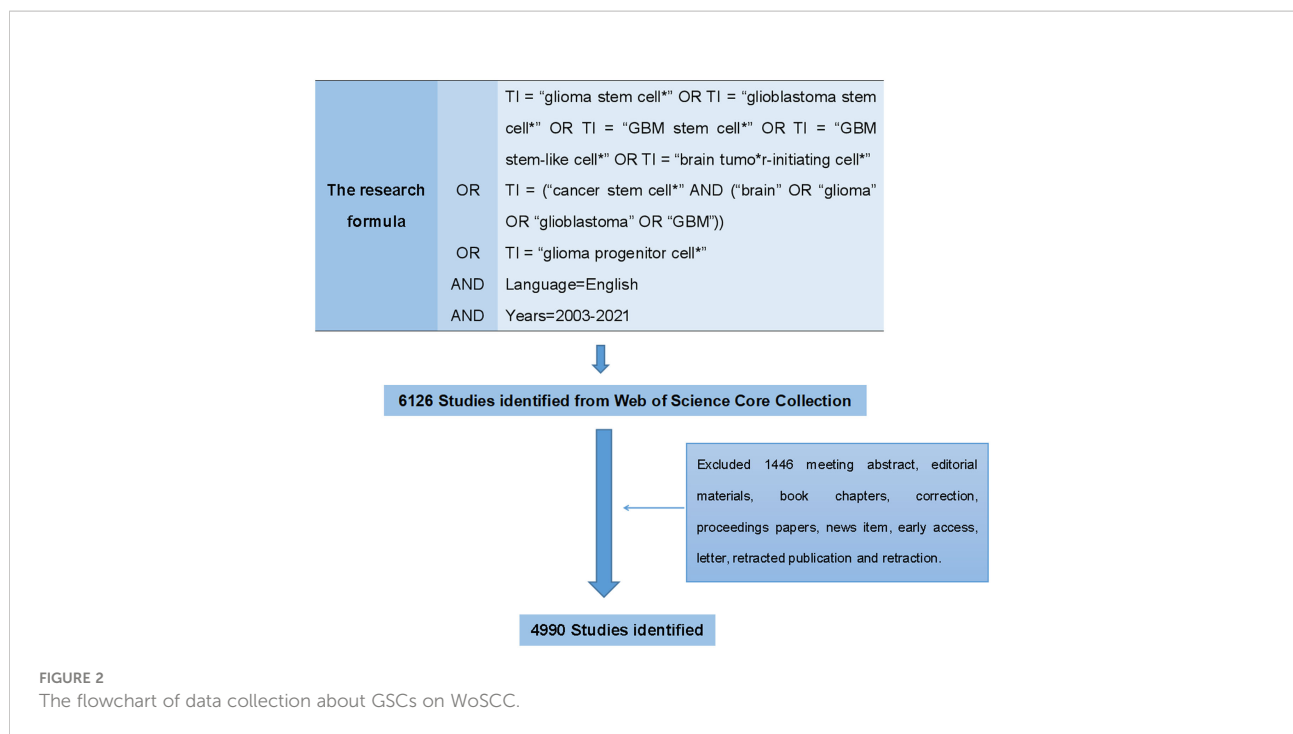 TI = “glioma stem cell*” OR TI = “glioblastoma stem
cell*” OR TI = “GBM stem cell*” OR TI = “GBM
stem-like cell*” OR TI = “brain tumo*r-initiating cell*”
The research formula
OR
TI = (“cancer stem cell*” AND (“brain” OR “glioma”
OR “glioblastoma” OR “GBM”))
OR
TI = “glioma progenitor cell*”
AND
Language=English
AND
Years=2003-2021
6126 Studies identified from Web of Science Core Collection
Excluded 1446 meeting abstract, editorial
materials, book chapters, correction,
proceedings papers, news item, early access,
letter, retracted publication and retraction.
4990 Studies identified
FIGURE 2
The flowchart of data collection about GSCs on WoSCC.